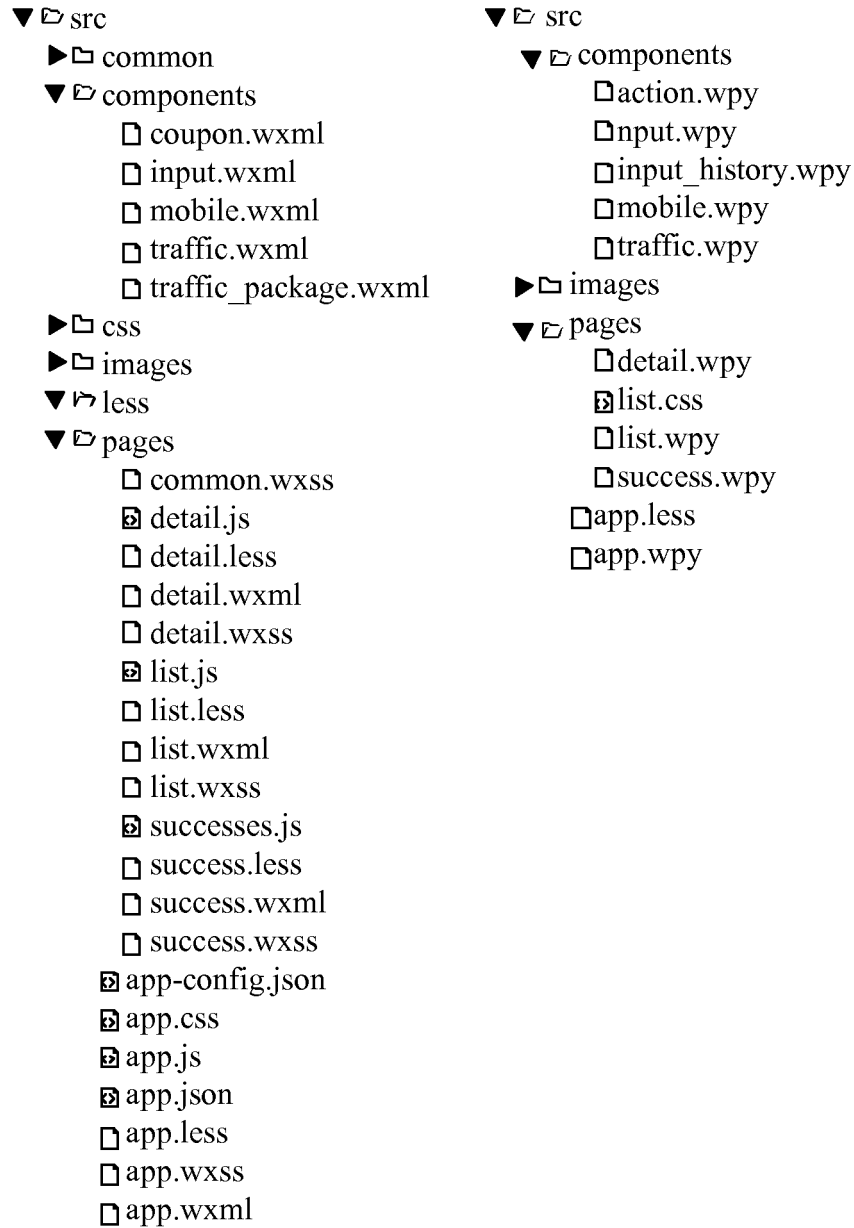 src
common
components
coupon.wxml
input.wxml
mobile.wxml
traffic.wxml
traffic_package.wxml
css
images
less
pages
common.wxss
detail.js
detail.less
detail.wxml
detail.wxss
list.js
list.less
list.wxml
list.wxss
successes.js
success.less
success.wxml
success.wxss
app-config.json
app.css
app.js
app.json
app.less
app.wxss
app.wxml
src
components
action.wpy
nput.wpy
input_history.wpy
mobile.wpy
traffic.wpy
images
pages
detail.wpy
list.css
list.wpy
success.wpy
app.less
app.wpy